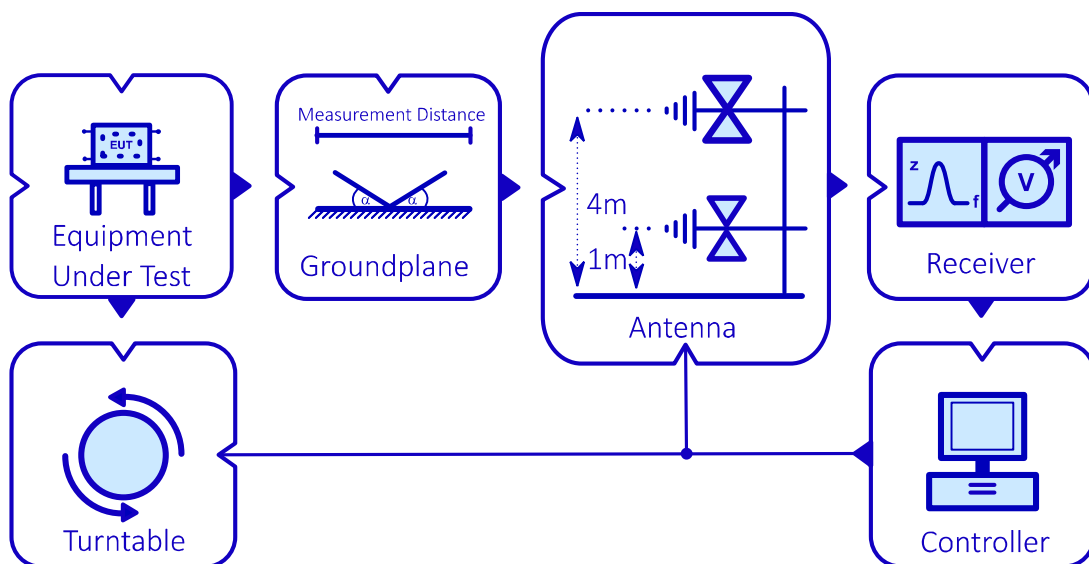 EUT
Equipment
Under Test
Measurement Distance
α α
Groundplane
4m
1m
Antenna
z
f
V
Receiver
Turntable
Controller